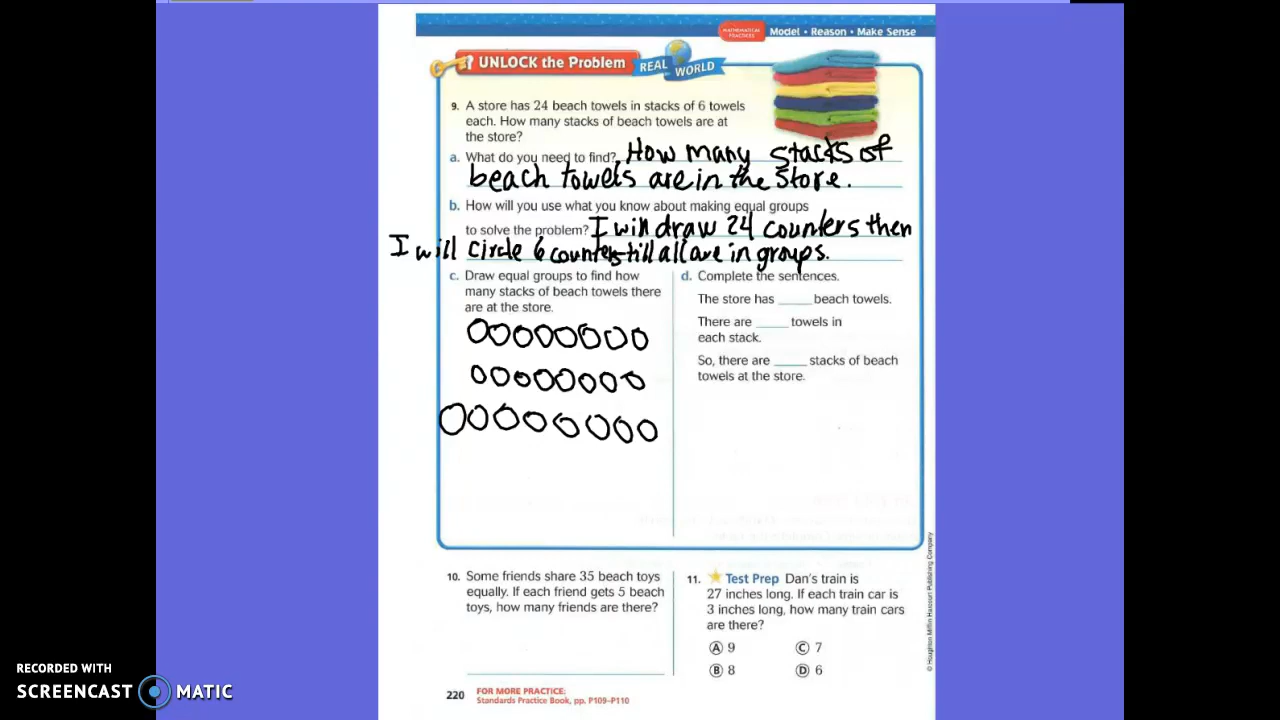 MATHEMATICAL
PRACTICES
Model • Reason • Make Sense
UNLOCK the Problem
REAL WORLD
9. A store has 24 beach towels in stacks of 6 towels
each. How many stacks of beach towels are at
the store?
a. What do you need to find? How many stacks of
beach towels are in the store.
b. How will you use what you know about making equal groups
to solve the problem? I will draw 24 counters then
I will circle 6 counters till all are in groups.
c. Draw equal groups to find how
many stacks of beach towels there
are at the store.
d. Complete the sentences.
The store has ____ beach towels.
There are ____ towels in
each stack.
So, there are ____ stacks of beach
towels at the store.
10. Some friends share 35 beach toys
equally. If each friend gets 5 beach
toys, how many friends are there?
11. Test Prep Dan's train is
27 inches long. If each train car is
3 inches long, how many train cars
are there?
A 9
C 7
B 8
D 6
© Houghton Mifflin Harcourt Publishing Company
220
FOR MORE PRACTICE:
Standards Practice Book, pp. P109–P110
RECORDED WITH
SCREENCAST MATIC